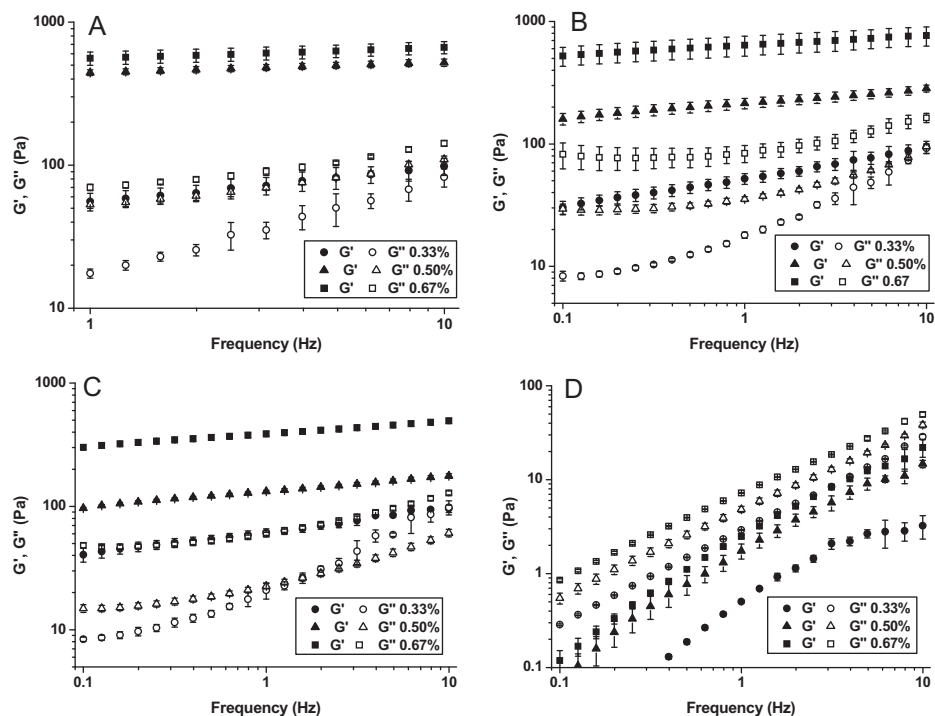 A
1000
100
10
G', G" (Pa)
1
10
Frequency (Hz)
G' G" 0.33%
G' G" 0.50%
G' G" 0.67%
B
1000
100
10
G', G" (Pa)
0.1
1
10
Frequency (Hz)
G' G" 0.33%
G' G" 0.50%
G' G" 0.67
C
1000
100
10
G', G" (Pa)
0.1
1
10
Frequency (Hz)
G' G" 0.33%
G' G" 0.50%
G' G" 0.67%
D
100
10
1
0.1
G', G" (Pa)
0.1
1
10
Frequency (Hz)
G' G" 0.33%
G' G" 0.50%
G' G" 0.67%